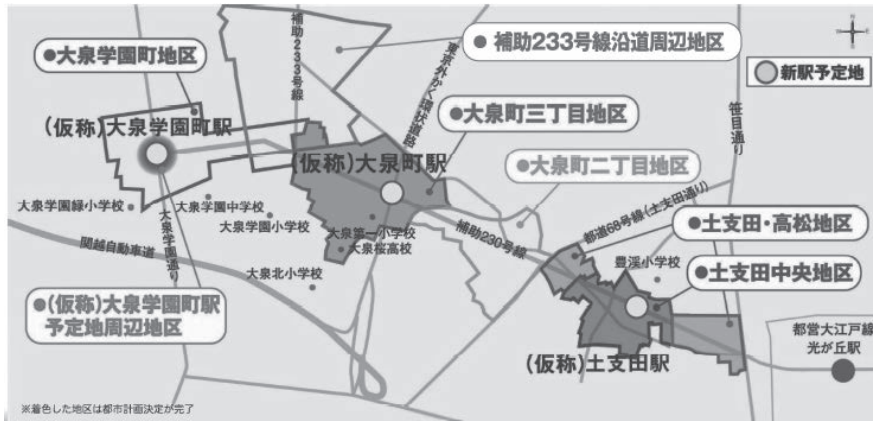 補助233号線
●補助233号線沿道周辺地区
●大泉学園町地区
東京外かく環状道路
新駅予定地
笹目通り
(仮称)大泉学園町駅
●大泉町三丁目地区
(仮称)大泉町駅
●大泉町二丁目地区
大泉学園緑小学校
大泉学園中学校
大泉学園小学校
大泉第一小学校
大泉桜高校
大泉学園通り
関越自動車道
大泉北小学校
補助230号線
都道68号線(土支田通り)
●土支田・高松地区
豊渓小学校
●土支田中央地区
●(仮称)大泉学園町駅
予定地周辺地区
(仮称)土支田駅
都営大江戸線
光が丘駅
※着色した地区は都市計画決定が完了